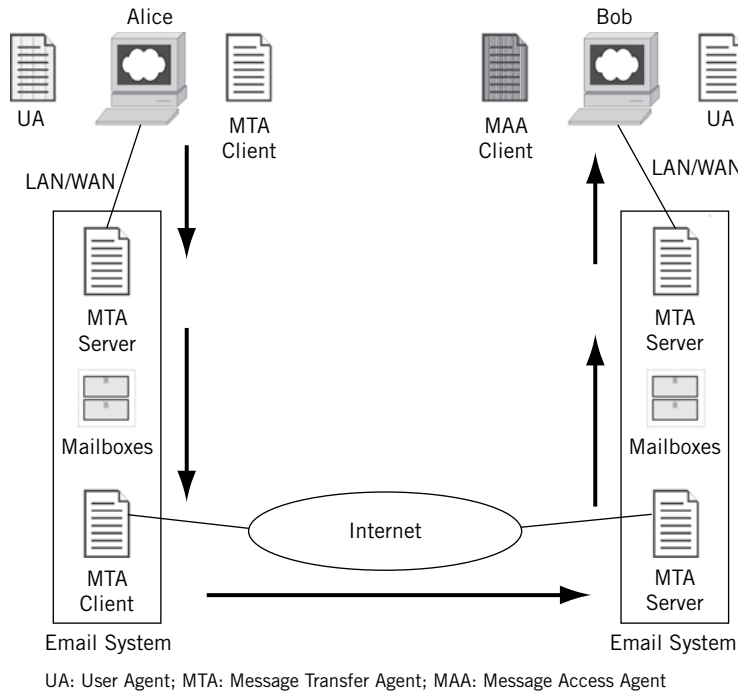 Alice
Bob
UA
MTA
Client
MAA
Client
UA
LAN/WAN
LAN/WAN
MTA
Server
MTA
Server
Mailboxes
Mailboxes
Internet
MTA
Client
MTA
Server
Email System
Email System
UA: User Agent; MTA: Message Transfer Agent; MAA: Message Access Agent